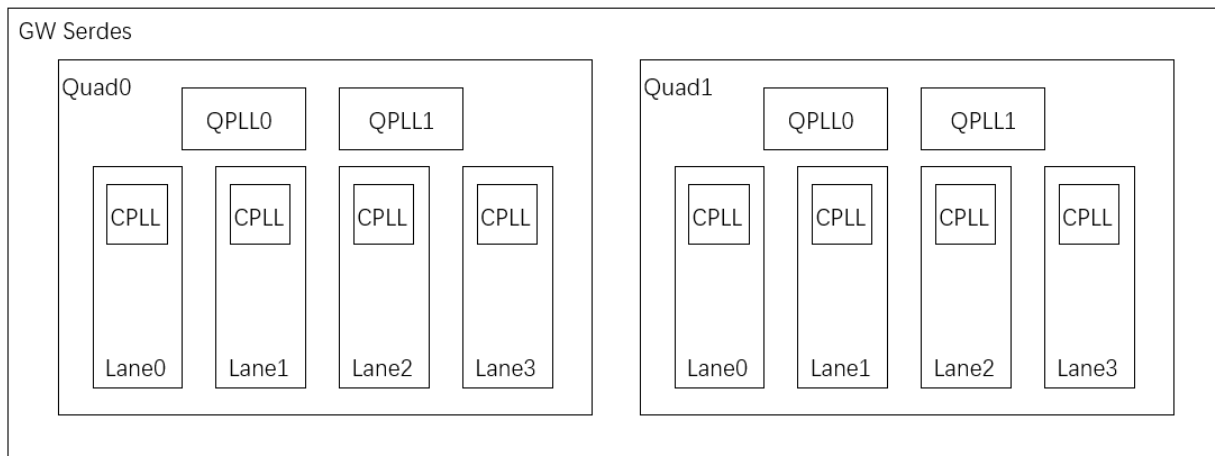 GW Serdes
Quad0
QPLL0
QPLL1
CPLL
CPLL
CPLL
CPLL
Lane0
Lane1
Lane2
Lane3
Quad1
QPLL0
QPLL1
CPLL
CPLL
CPLL
CPLL
Lane0
Lane1
Lane2
Lane3